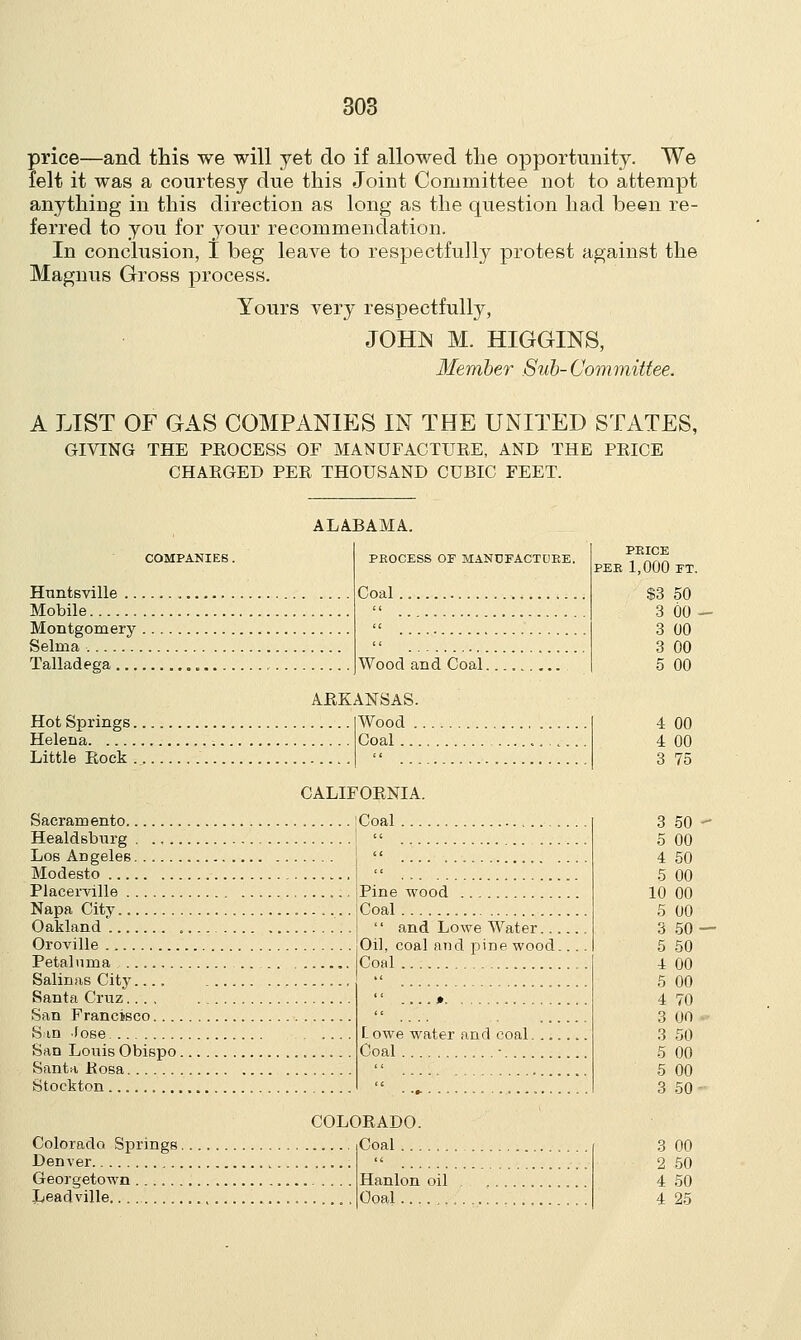 303
price—and this we will yet do if allowed the opportunity. We
felt it was a courtesy due this Joint Committee not to attempt
anything in this direction as long as the question had been re-
ferred to you for your recommendation.
In conclusion, I beg leave to respectfully protest against the
Magnus Gross process.
Yours very respectfully,
JOHN M. HIGGINS,
Member Sub-Committee.
A LIST OF GAS COMPANIES IN THE UNITED STATES,
GIVING THE PROCESS OF MANUFACTURE, AND THE PRICE
CHARGED PER THOUSAND CUBIC FEET.
ALABAMA.
COMPANIES. PROCESS OF MANUFACTURE. PRICE PER 1,000 FT.
Huntsville Coal $3 50
Mobile " 3 00
Montgomery " 3 00
Selma " 3 00
Talladega Wood and Coal 5 00
ARKANSAS.
Hot Springs Wood 4 00
Helena Coal 4 00
Little Rock " 3 75
CALIFORNIA.
Sacramento Coal 3 50
Healdsburg " 5 00
Los Angeles " 4 50
Modesto " 5 00
Placerville Pine wood 10 00
Napa City Coal 5 00
Oakland " and Lowe Water 3 50
Oroville Oil, coal and pine wood 5 50
Petaluma Coal 4 00
Salinas City " 5 00
Santa Cruz " 4 70
San Francisco " 3 00
San Jose Lowe water and coal 3 50
San Louis Obispo Coal 5 00
Santa Rosa " 5 00
Stockton " 3 50
COLORADO.
Colorado Springs Coal 3 00
Denver " 2 50
Georgetown Hanlon oil 4 50
Leadville Coal 4 25